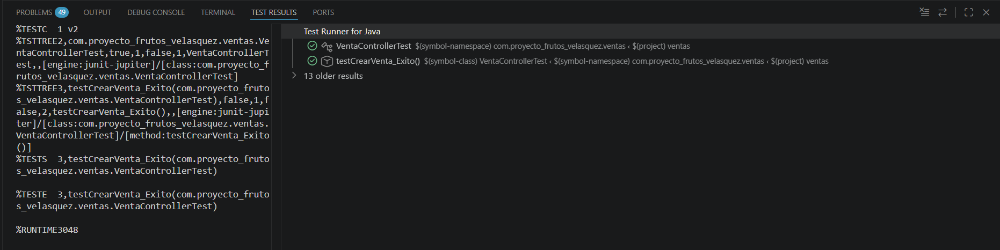 PROBLEMS 49 OUTPUT DEBUG CONSOLE TERMINAL TEST RESULTS PORTS
%TESTC  1 v2
%TSTTREE2,com.proyecto_frutos_velasquez.ventas.Ve
ntaControllerTest,true,1,false,1,VentaControllerT
est,,[engine:junit-jupiter]/[class:com.proyecto_f
rutos_velasquez.ventas.VentaControllerTest]
%TSTTREE3,testCrearVenta_Exito(com.proyecto_fruto
s_velasquez.ventas.VentaControllerTest),false,1,f
alse,2,testCrearVenta_Exito(),,[engine:junit-jupi
ter]/[class:com.proyecto_frutos_velasquez.ventas.
VentaControllerTest]/[method:testCrearVenta_Exito
()]
%TESTS  3,testCrearVenta_Exito(com.proyecto_fruto
s_velasquez.ventas.VentaControllerTest)
%TESTE  3,testCrearVenta_Exito(com.proyecto_fruto
s_velasquez.ventas.VentaControllerTest)
%RUNTIME3048
Test Runner for Java
VentaControllerTest $(symbol-namespace) com.proyecto_frutos_velasquez.ventas ‹ $(project) ventas
testCrearVenta_Exito() $(symbol-class) VentaControllerTest ‹ $(symbol-namespace) com.proyecto_frutos_velasquez.ventas ‹ $(project) ventas
13 older results